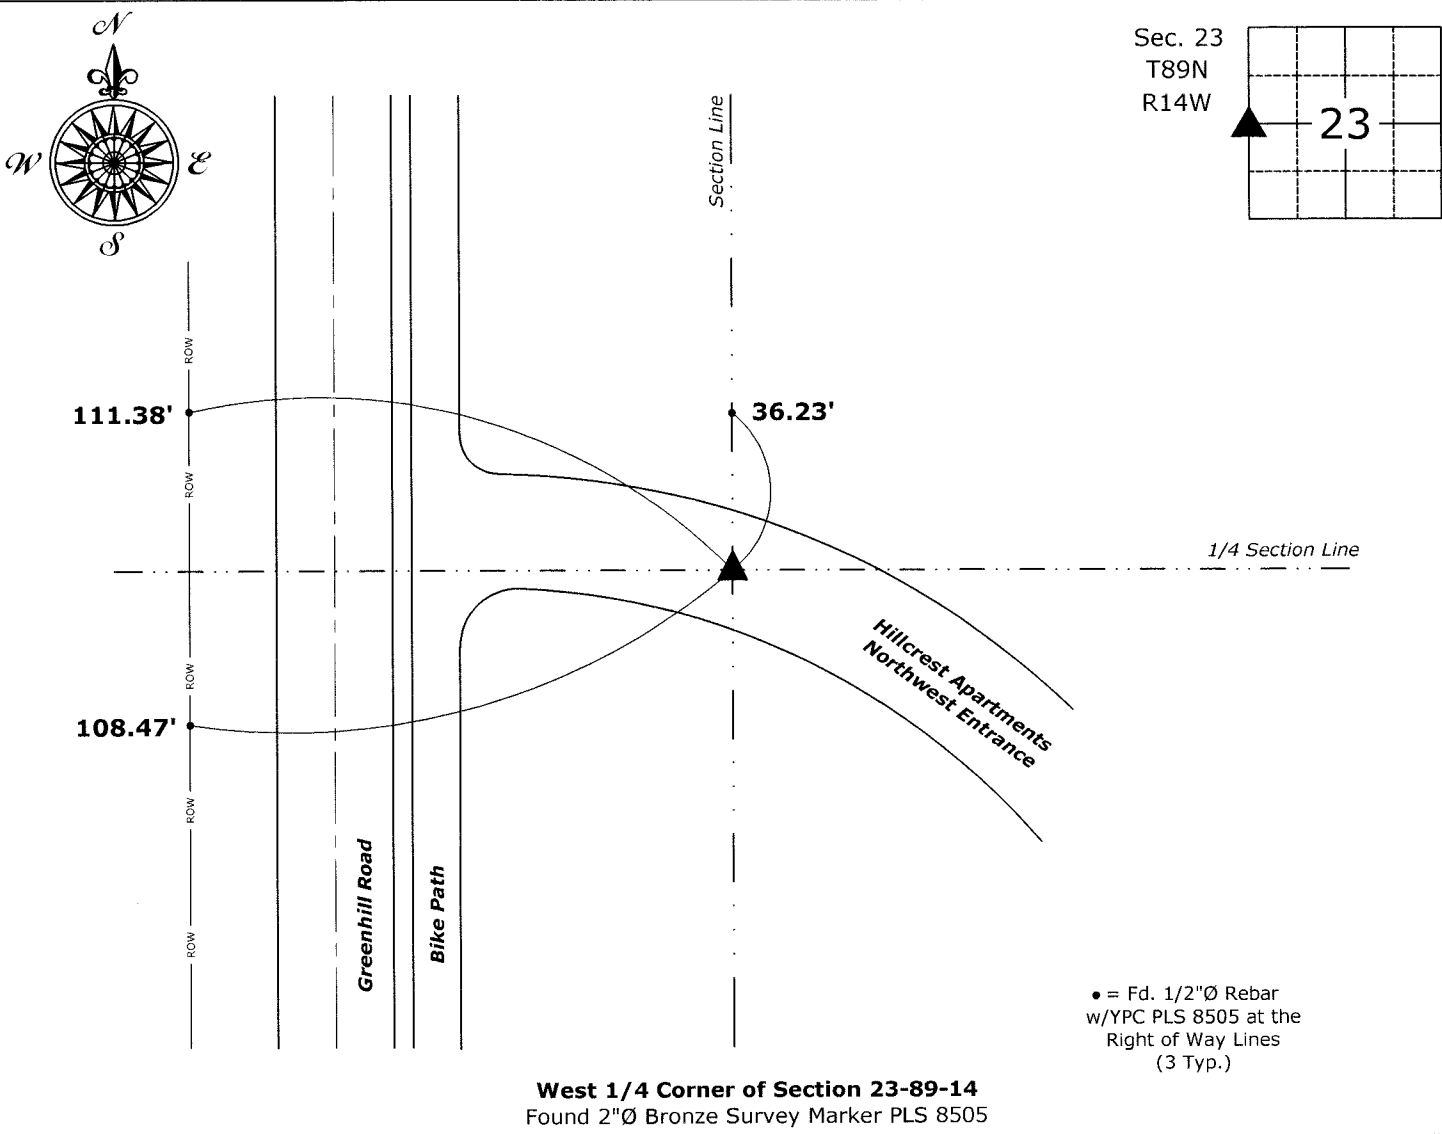 N
W
E
S
Sec. 23
T89N
R14W
23
Section Line
ROW
111.38'
36.23'
ROW
1/4 Section Line
Hillcrest Apartments
Northwest Entrance
ROW
108.47'
ROW
Greenhill Road
Bike Path
ROW
• = Fd. 1/2"Ø Rebar
w/YPC PLS 8505 at the
Right of Way Lines
(3 Typ.)
West 1/4 Corner of Section 23-89-14
Found 2"Ø Bronze Survey Marker PLS 8505